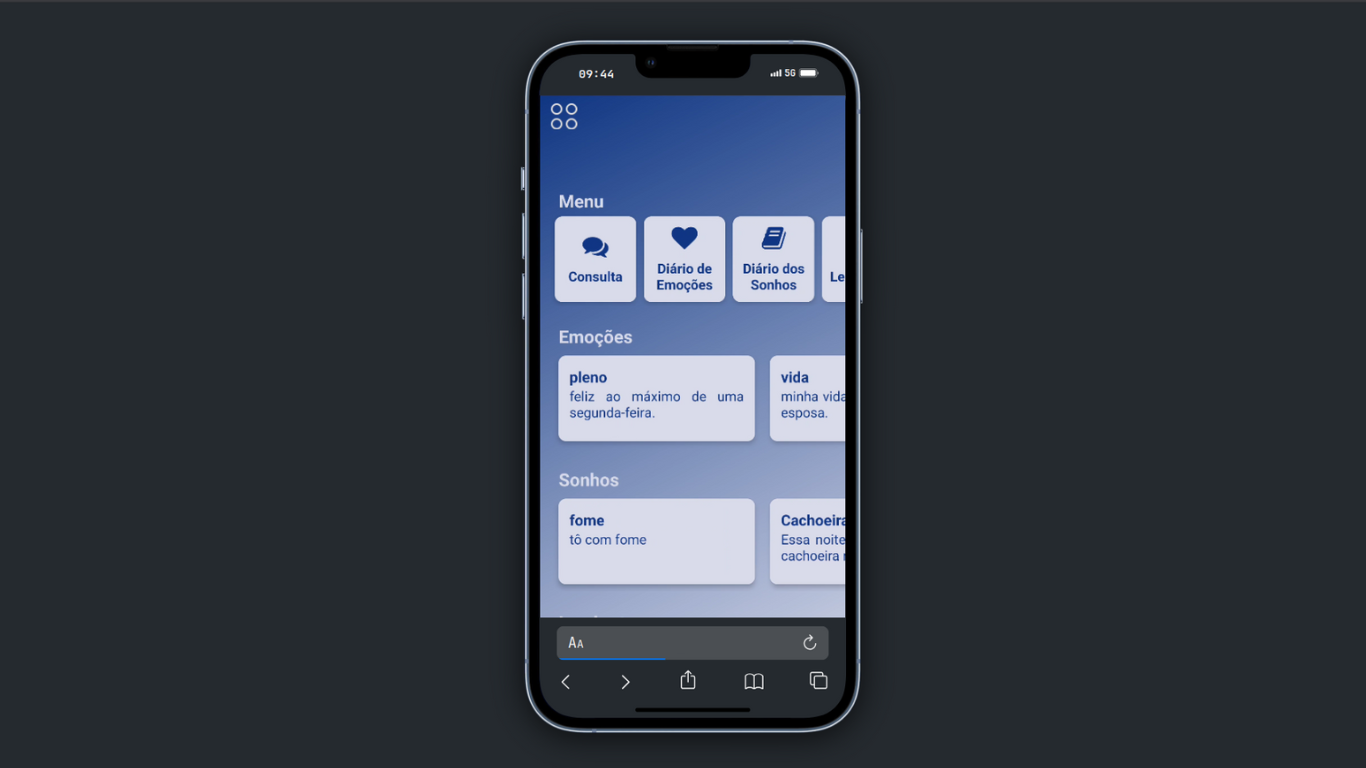 09:44
5G
Menu
Consulta
Diário de
Emoções
Diário dos
Sonhos
Le
Emoções
pleno
feliz ao máximo de uma
segunda-feira.
vida
minha vida
esposa.
Sonhos
fome
tô com fome
Cachoeira
Essa noite
cachoeira
AA